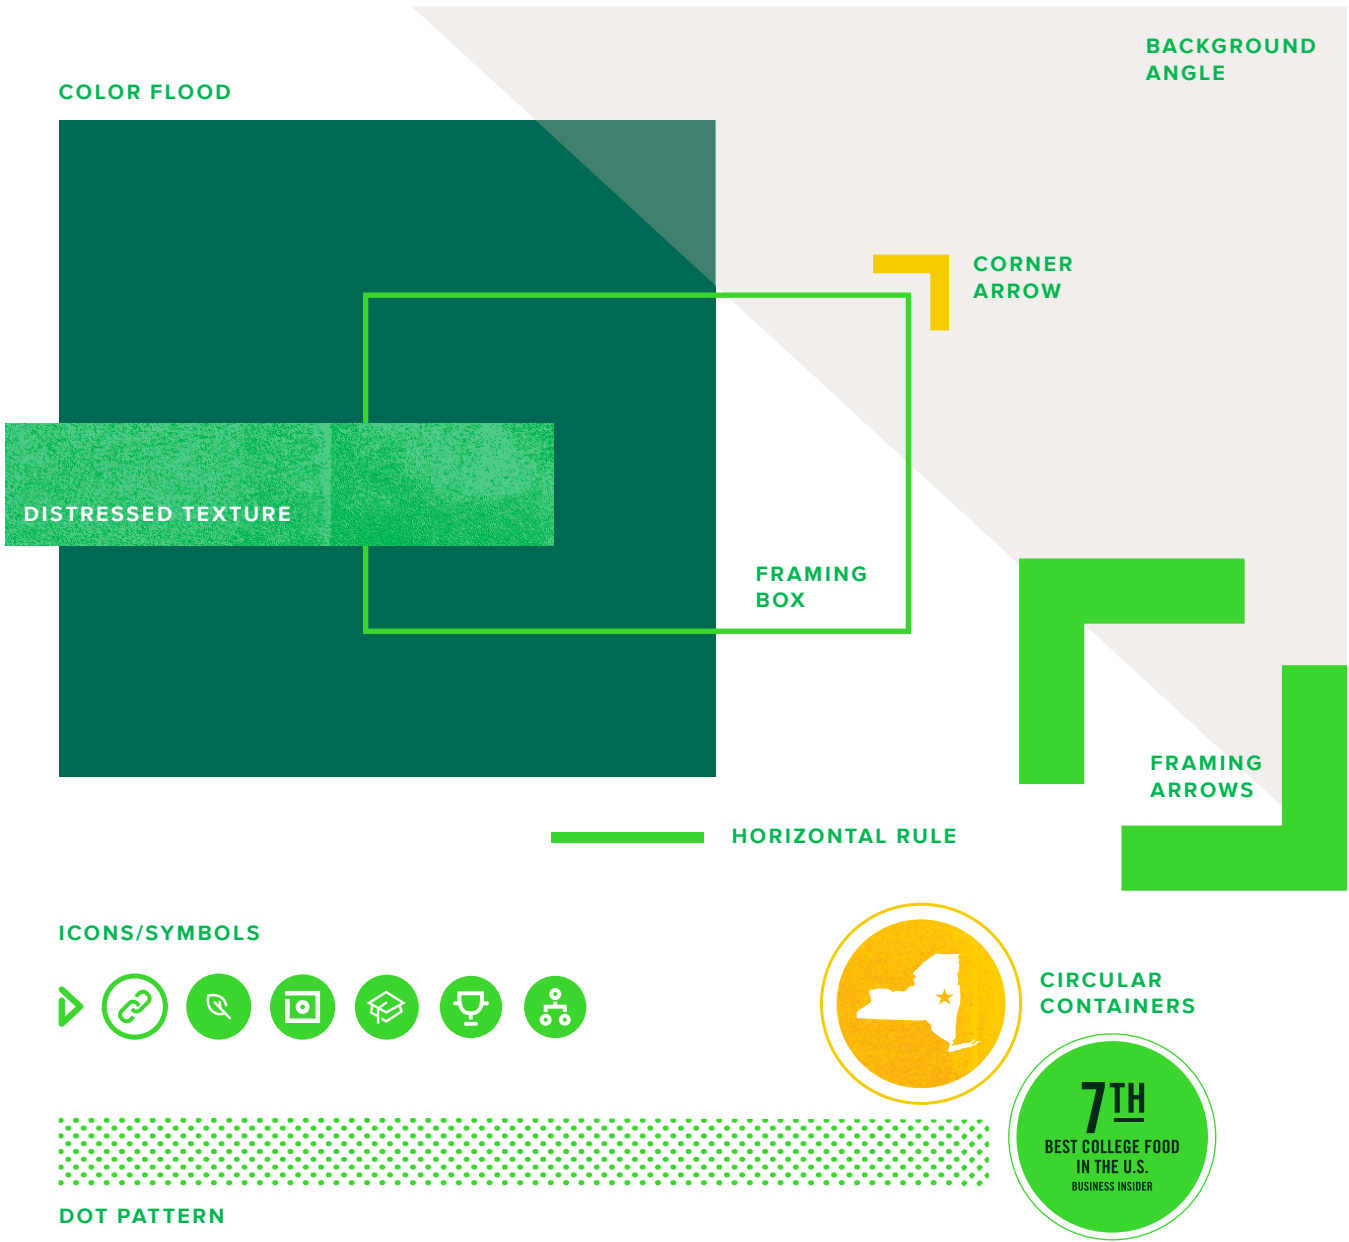 BACKGROUND
ANGLE
COLOR FLOOD
CORNER
ARROW
DISTRESSED TEXTURE
FRAMING
BOX
FRAMING
ARROWS
HORIZONTAL RULE
ICONS/SYMBOLS
CIRCULAR
CONTAINERS
7TH
BEST COLLEGE FOOD
IN THE U.S.
BUSINESS INSIDER
DOT PATTERN